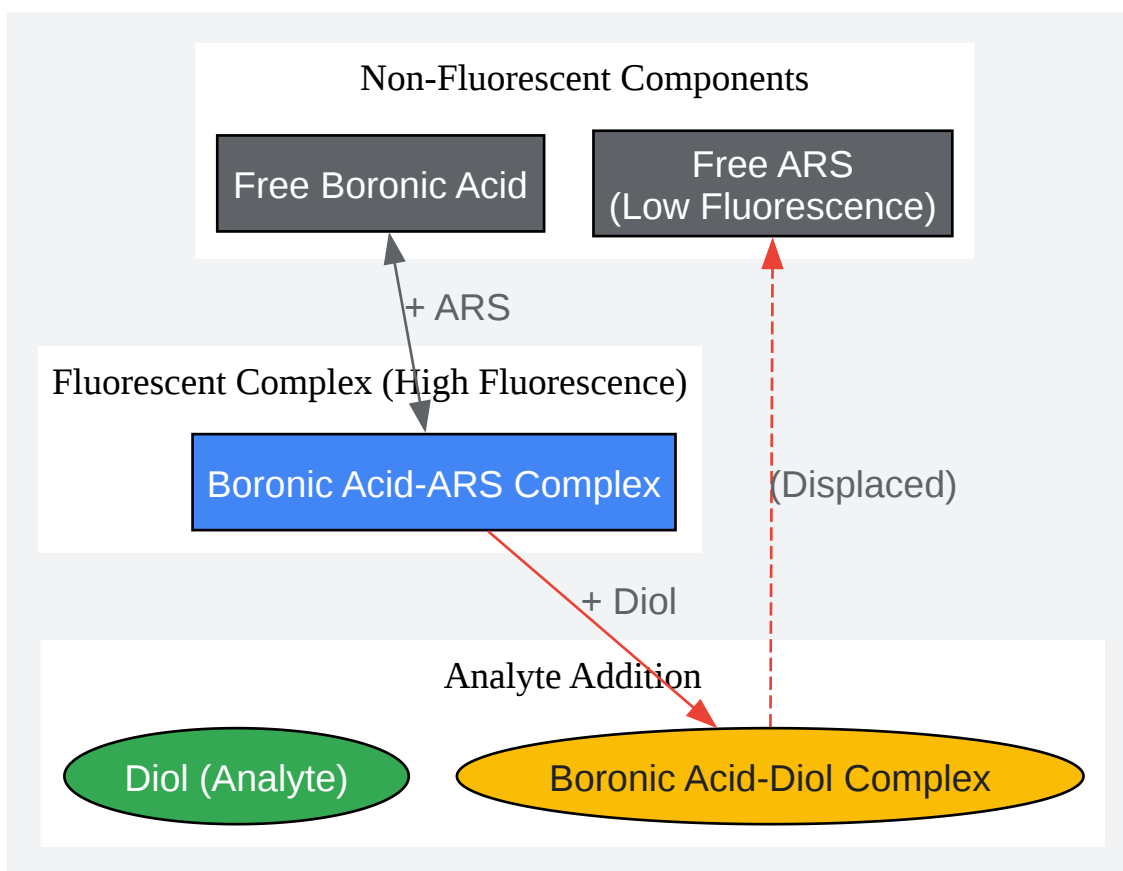 Non-Fluorescent Components
Free Boronic Acid
Free ARS
(Low Fluorescence)
+ ARS
Fluorescent Complex (High Fluorescence)
Boronic Acid-ARS Complex
(Displaced)
+ Diol
Analyte Addition
Diol (Analyte)
Boronic Acid-Diol Complex